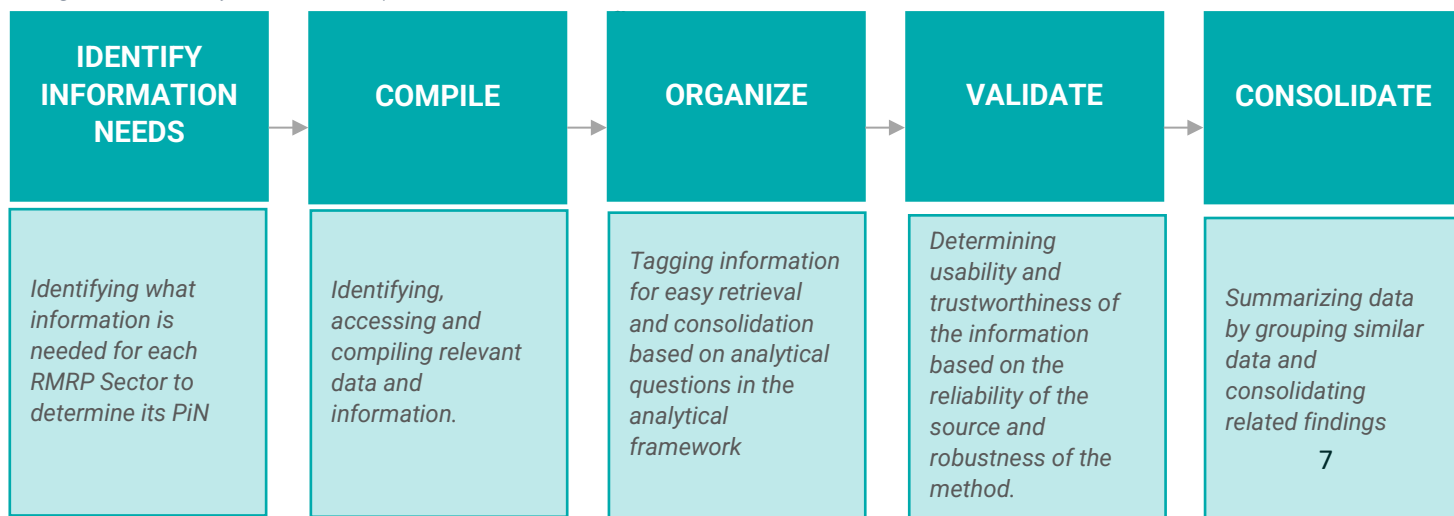 IDENTIFY
INFORMATION
NEEDS
COMPILE
ORGANIZE
VALIDATE
CONSOLIDATE
Identifying what
information is
needed for each
RMRP Sector to
determine its PiN
Identifying,
accessing and
compiling relevant
data and
information.
Tagging information
for easy retrieval
and consolidation
based on analytical
questions in the
analytical
framework
Determining
usability and
trustworthiness of
the information
based on the
reliability of the
source and
robustness of the
method.
Summarizing data
by grouping similar
data and
consolidating
related findings
7